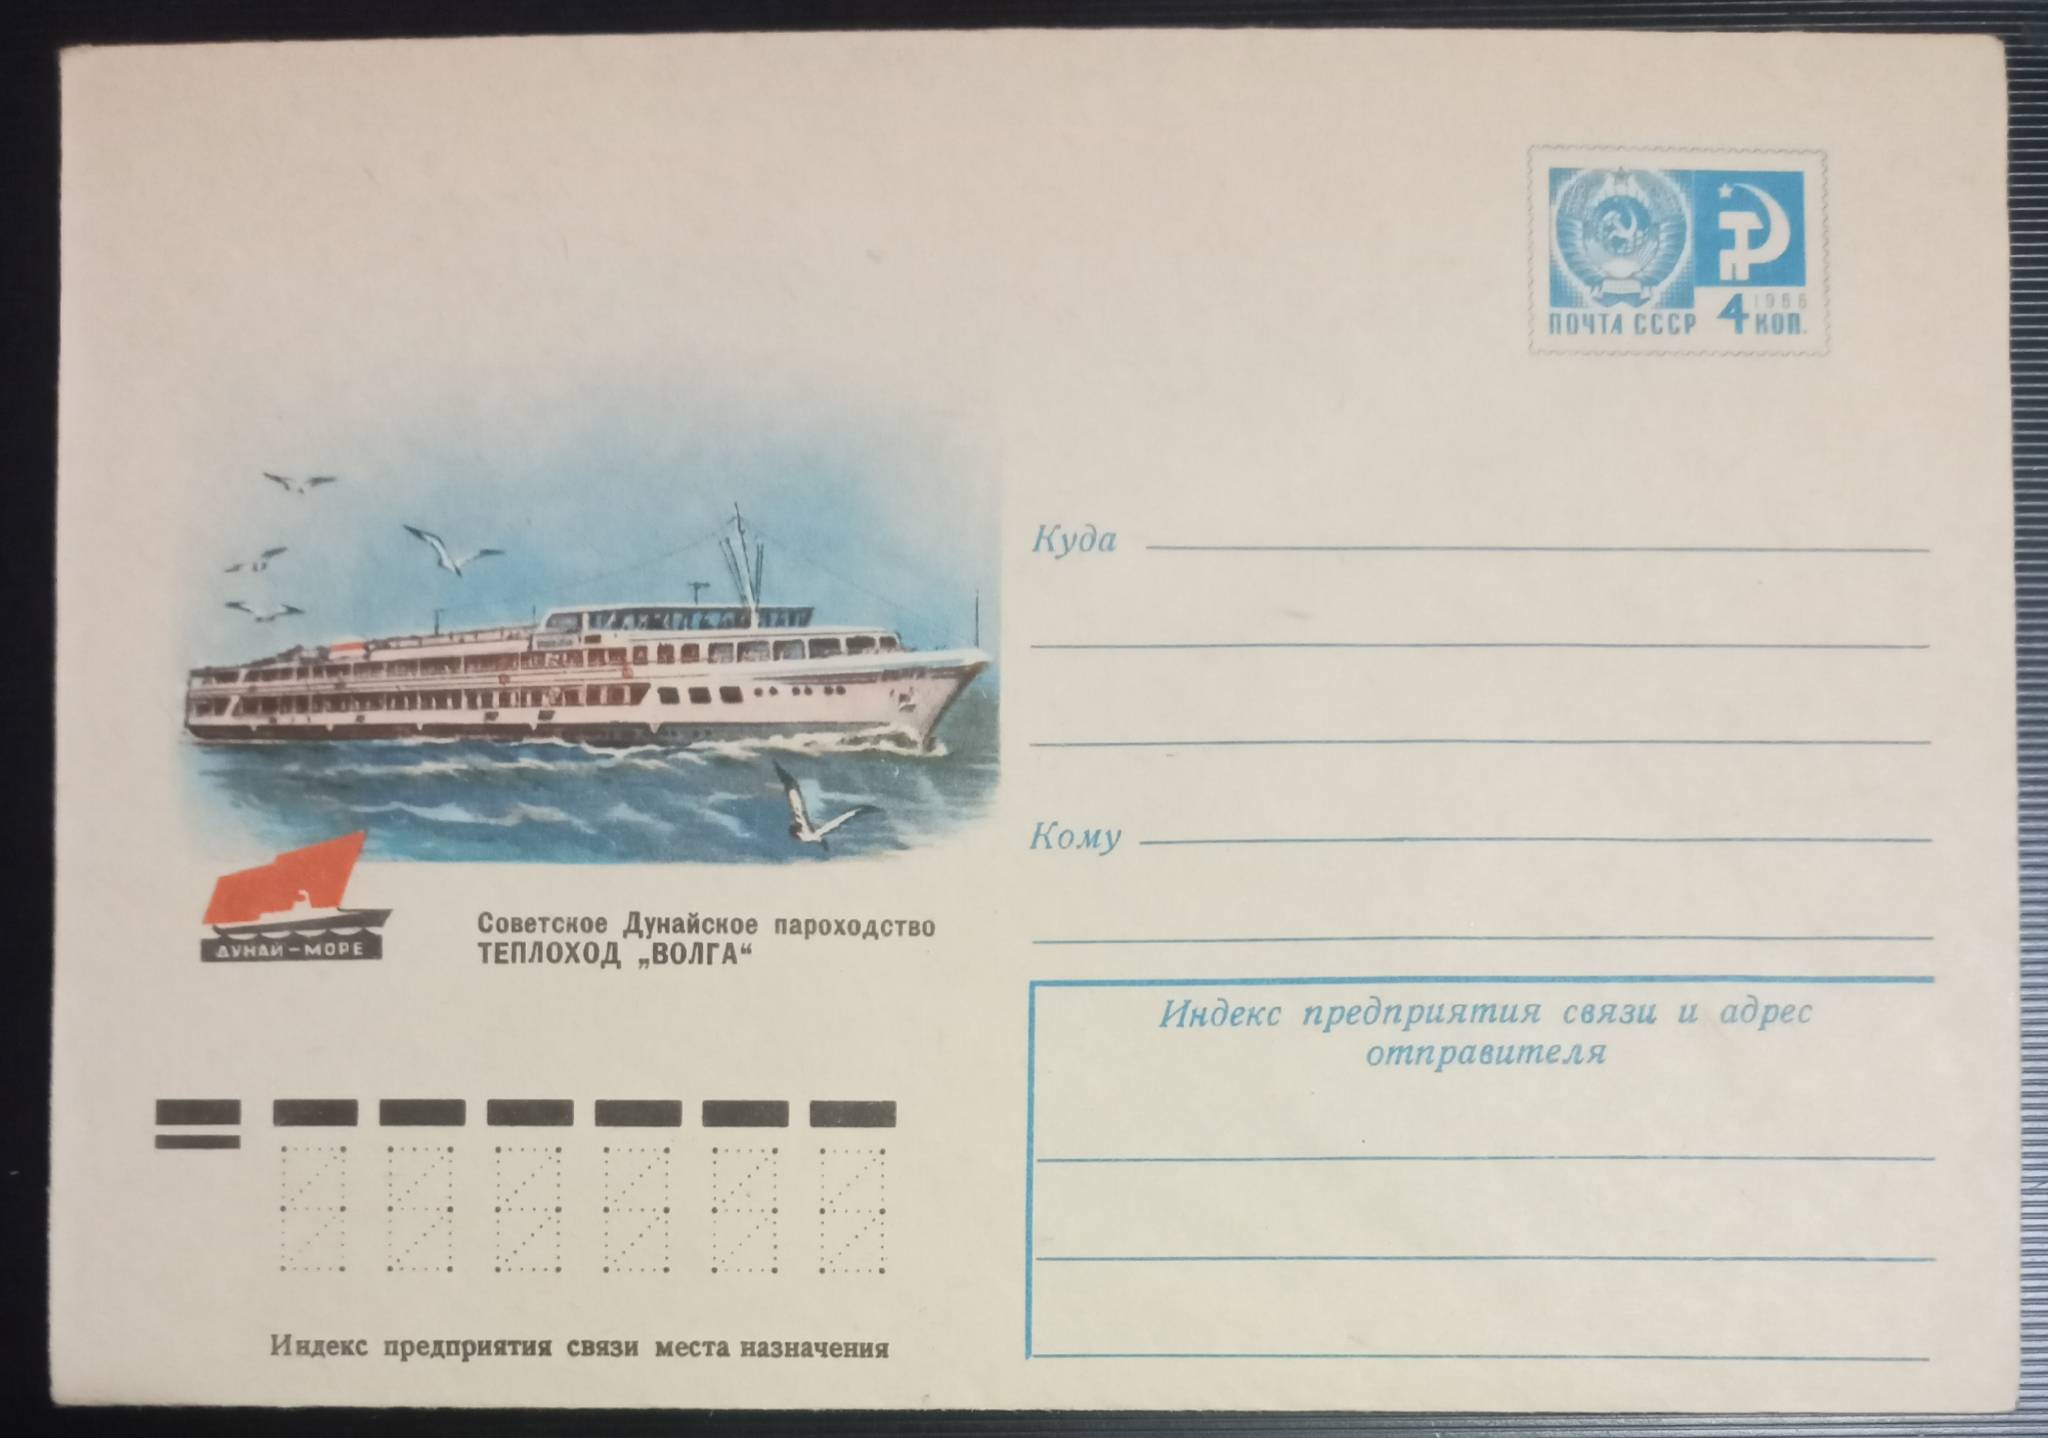 1966
ПОЧТА СССР 4 КОП.
Куда
Кому
ДУНАЙ – МОРЕ
Советское Дунайское пароходство
ТЕПЛОХОД „ВОЛГА“
Индекс предприятия связи и адрес
отправителя
Индекс предприятия связи места назначения